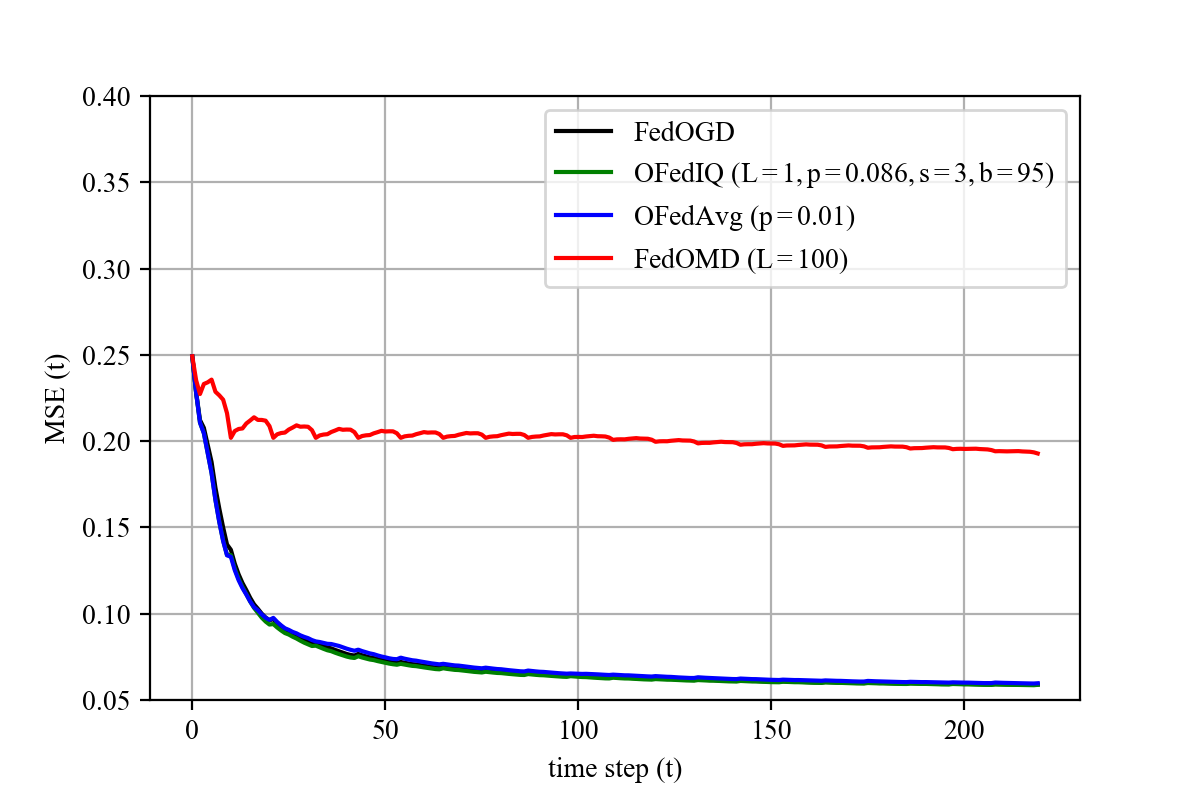 0.40
0.35
0.30
0.25
0.20
0.15
0.10
0.05
MSE (t)
FedOGD
OFedIQ (L = 1, p = 0.086, s = 3, b = 95)
OFedAvg (p = 0.01)
FedOMD (L = 100)
0 50 100 150 200
time step (t)